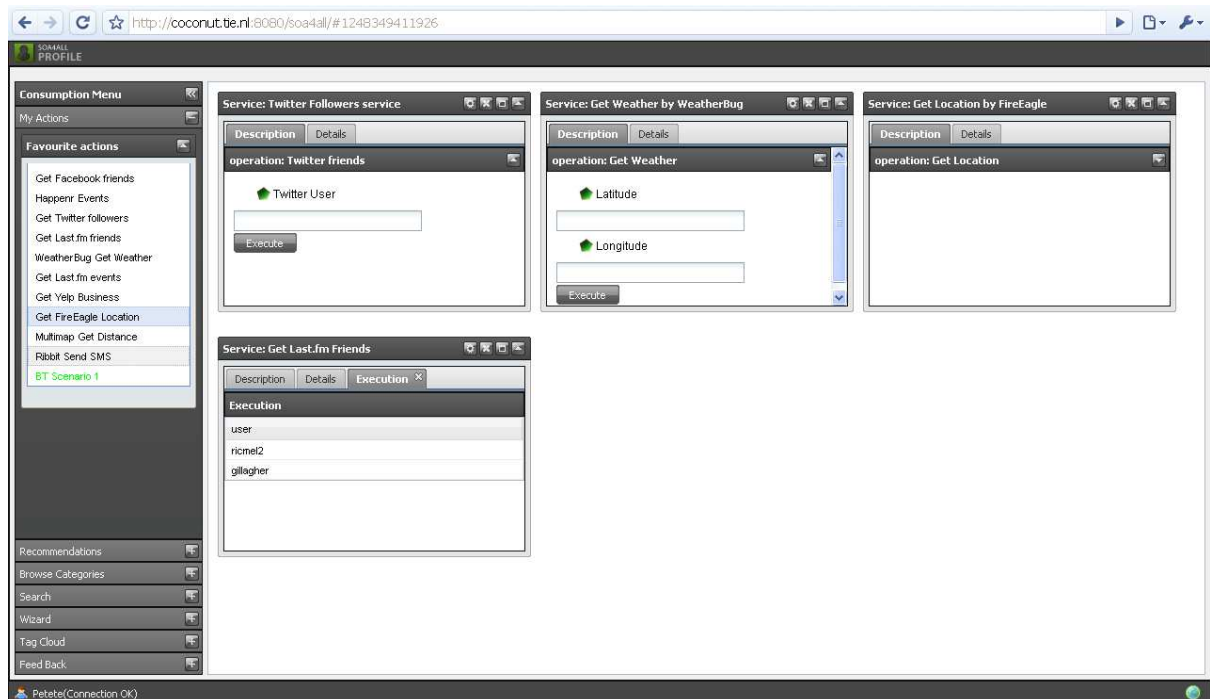 http://coconut.tie.nl:8080/soa4all/#1248349411926
SOA4ALL
PROFILE
Consumption Menu
My Actions
Favourite actions
Get Facebook friends
Happenr Events
Get Twitter followers
Get Last.fm friends
WeatherBug Get Weather
Get Last.fm events
Get Yelp Business
Get FireEagle Location
Multimap Get Distance
Ribbit Send SMS
BT Scenario 1
Recommendations
Browse Categories
Search
Wizard
Tag Cloud
Feed Back
Service: Twitter Followers service
Description Details
operation: Twitter friends
Twitter User
Execute
Service: Get Weather by WeatherBug
Description Details
operation: Get Weather
Latitude
Longitude
Execute
Service: Get Location by FireEagle
Description Details
operation: Get Location
Service: Get Last.fm Friends
Description Details Execution
Execution
user
ricmel2
gillagher
Petete(Connection OK)